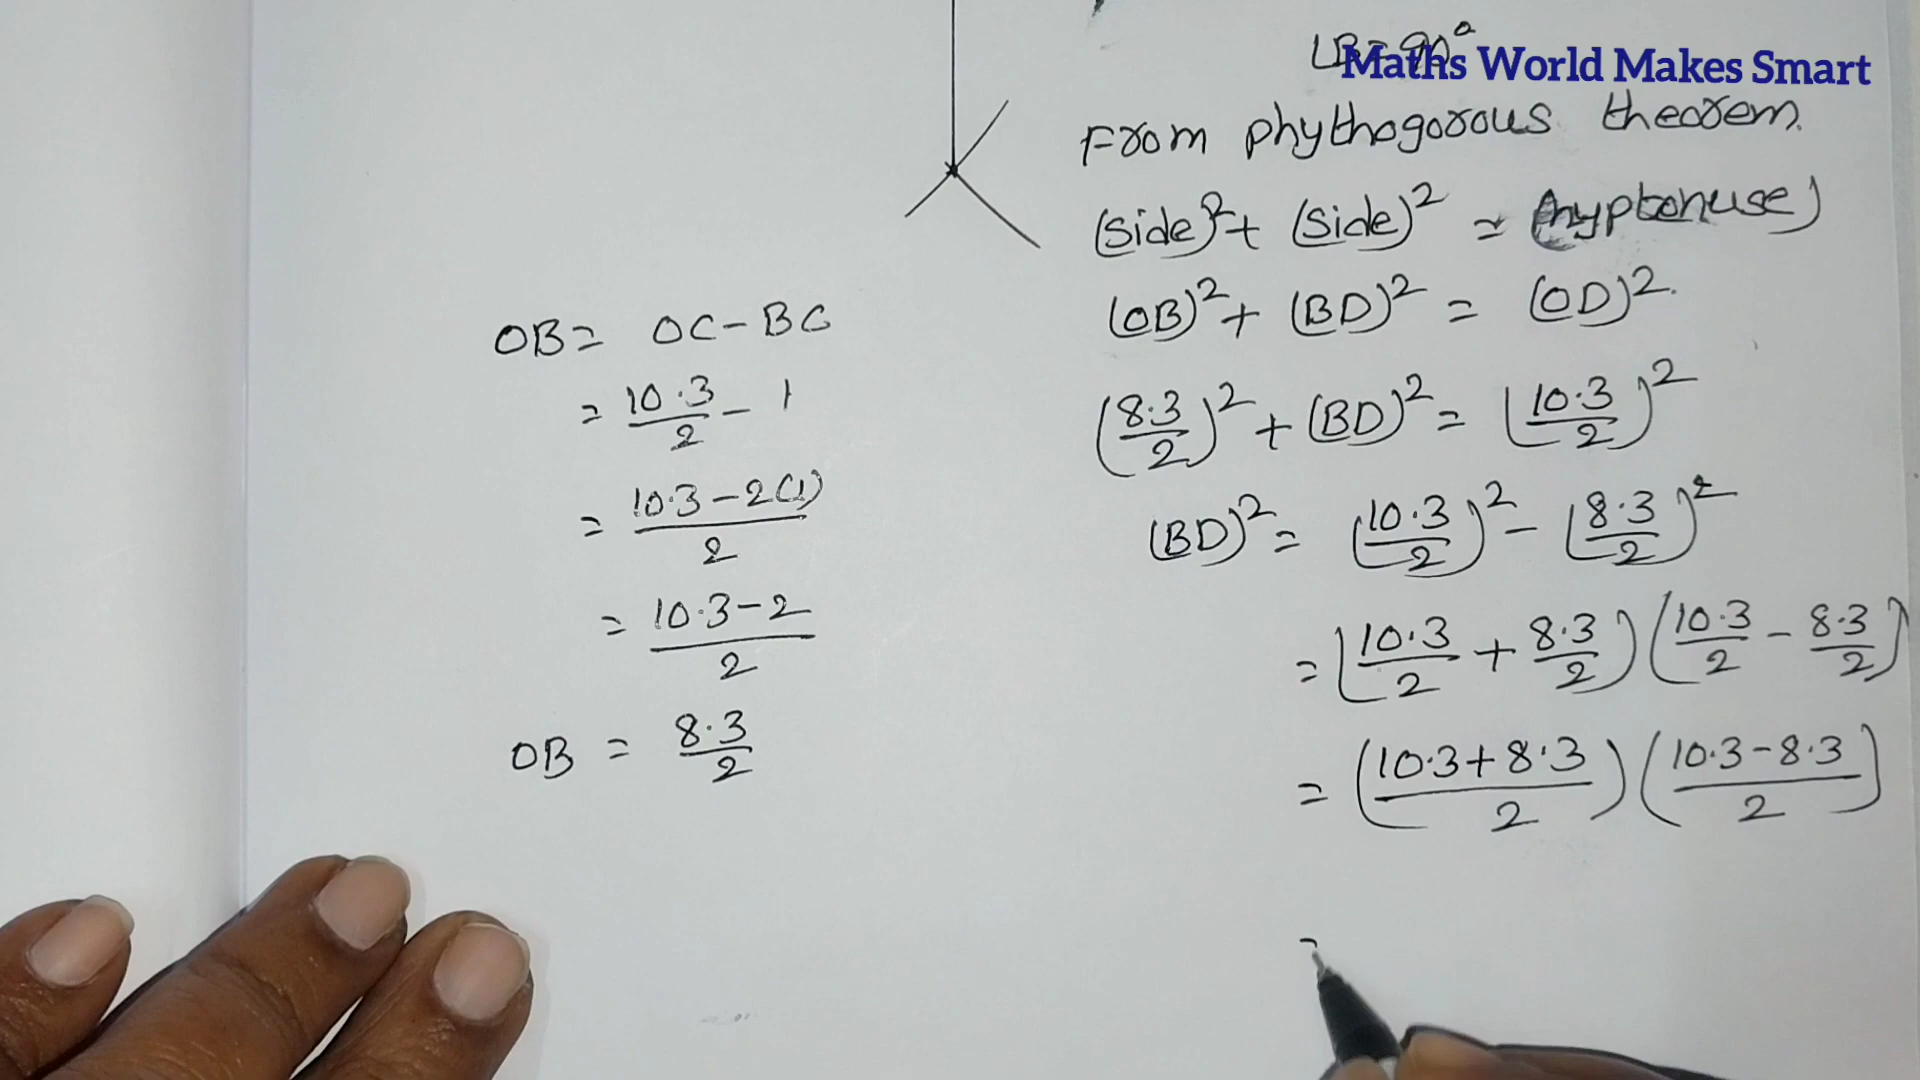 ∠B = 90°
Maths World Makes Smart
From phythogorous theorem.
(side)² + (side)² = (hyptonuse)
(OB)² + (BD)² = (OD)².
(8.3/2)² + (BD)² = (10.3/2)²
(BD)² = (10.3/2)² - (8.3/2)²
= (10.3/2 + 8.3/2) (10.3/2 - 8.3/2)
= (10.3+8.3/2) (10.3-8.3/2)
=
OB = OC - BC
= 10.3/2 - 1
= 10.3-2(1)/2
= 10.3-2/2
OB = 8.3/2